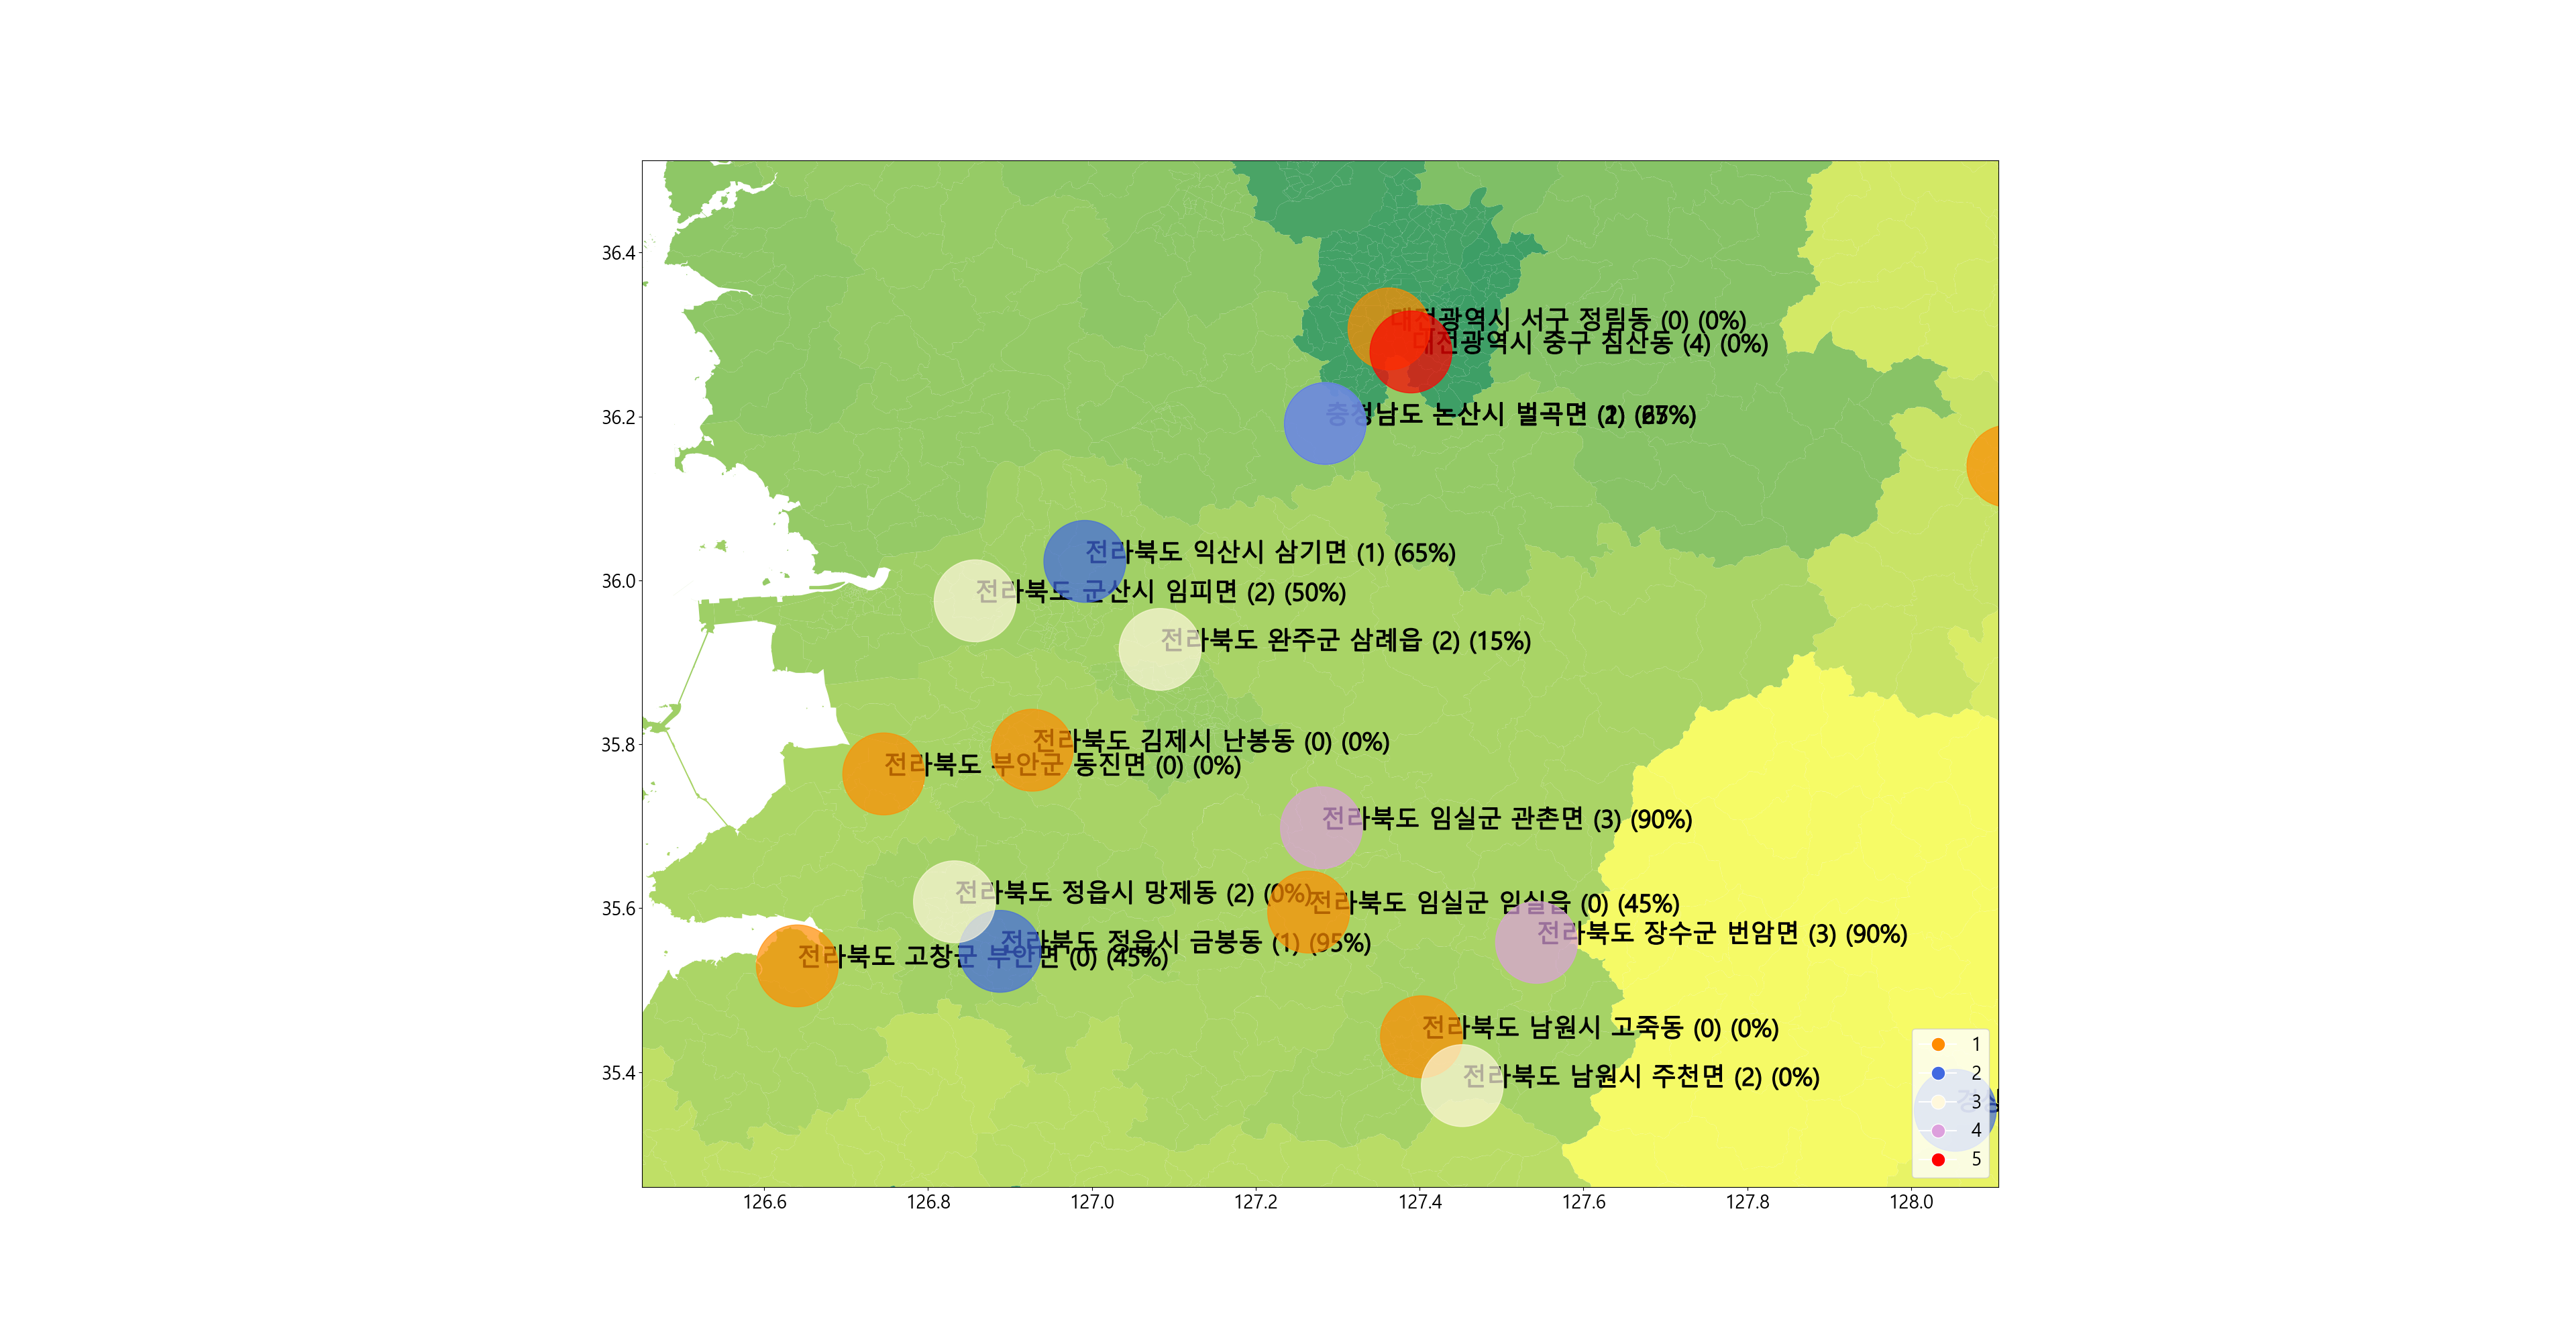 36.4
36.2
36.0
35.8
35.6
35.4
대전광역시 서구 정림동 (0) (0%)
대전광역시 중구 침산동 (4) (0%)
충청남도 논산시 벌곡면
전라북도 익산시 삼기면 (1) (65%)
전라북도 군산시 임피면 (2) (50%)
전라북도 완주군 삼례읍 (2) (15%)
전라북도 김제시 난봉동 (0) (0%)
전라북도 부안군 동진면 (0) (0%)
전라북도 임실군 관촌면 (3) (90%)
전라북도 정읍시 망제동 (2) (0%)
전라북도 임실군 임실읍 (0) (45%)
전라북도 장수군 번암면 (3) (90%)
전라북도 정읍시 금붕동 (1) (95%)
전라북도 고창군 부안면 (0) (45%)
전라북도 남원시 고죽동 (0) (0%)
전라북도 남원시 주천면 (2) (0%)
1
2
3
4
5
126.6
126.8
127.0
127.2
127.4
127.6
127.8
128.0